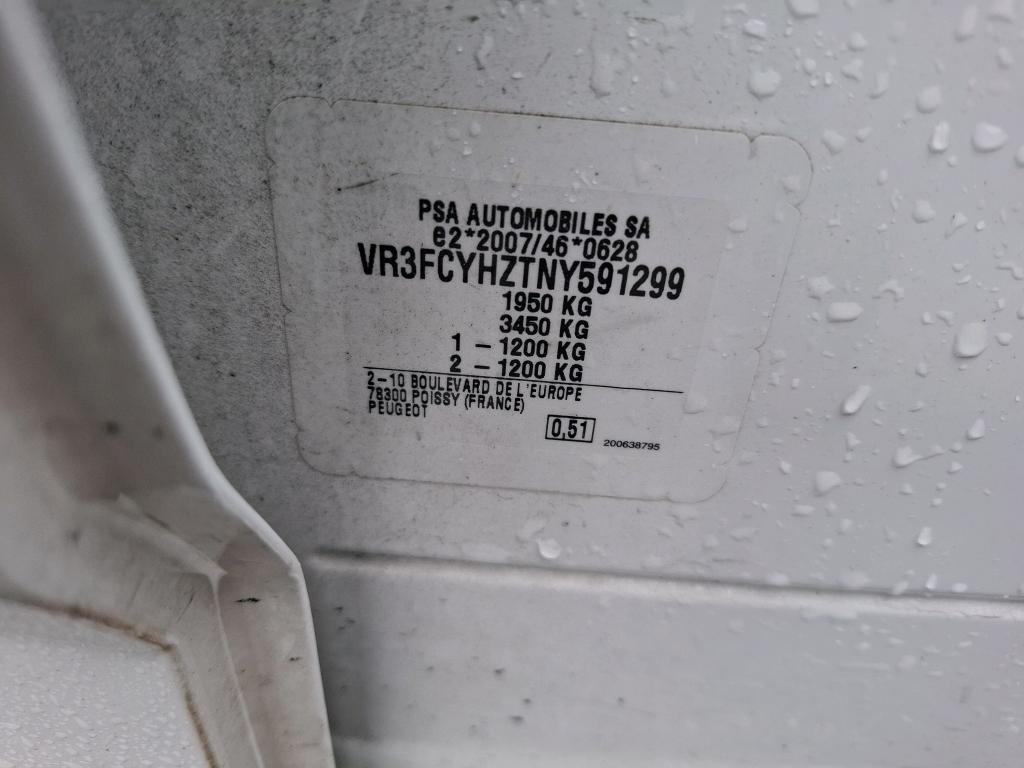 PSA AUTOMOBILES SA
e2*2007/46*0628
VR3FCYHZTNY591299
1950 KG
3450 KG
1 - 1200 KG
2 - 1200 KG
2-10 BOULEVARD DE L'EUROPE
78300 POISSY (FRANCE)
PEUGEOT
0,51
200638795